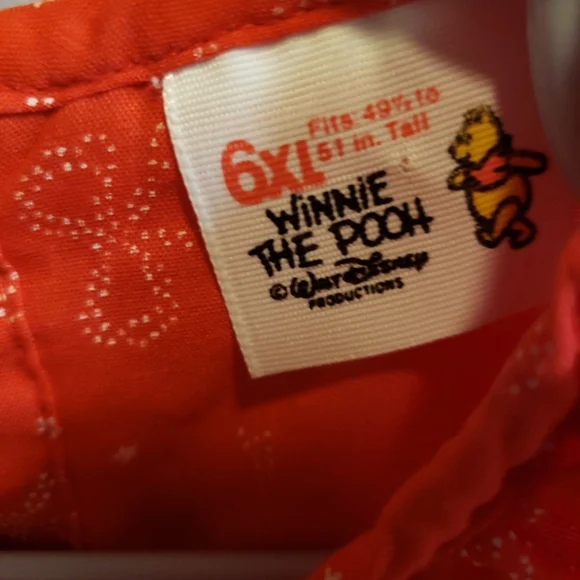 Fits 49½ to
6XL 51 in. Tall
WiNNiE
THE POOH
© WALT DISNEY
PRODUCTIONS